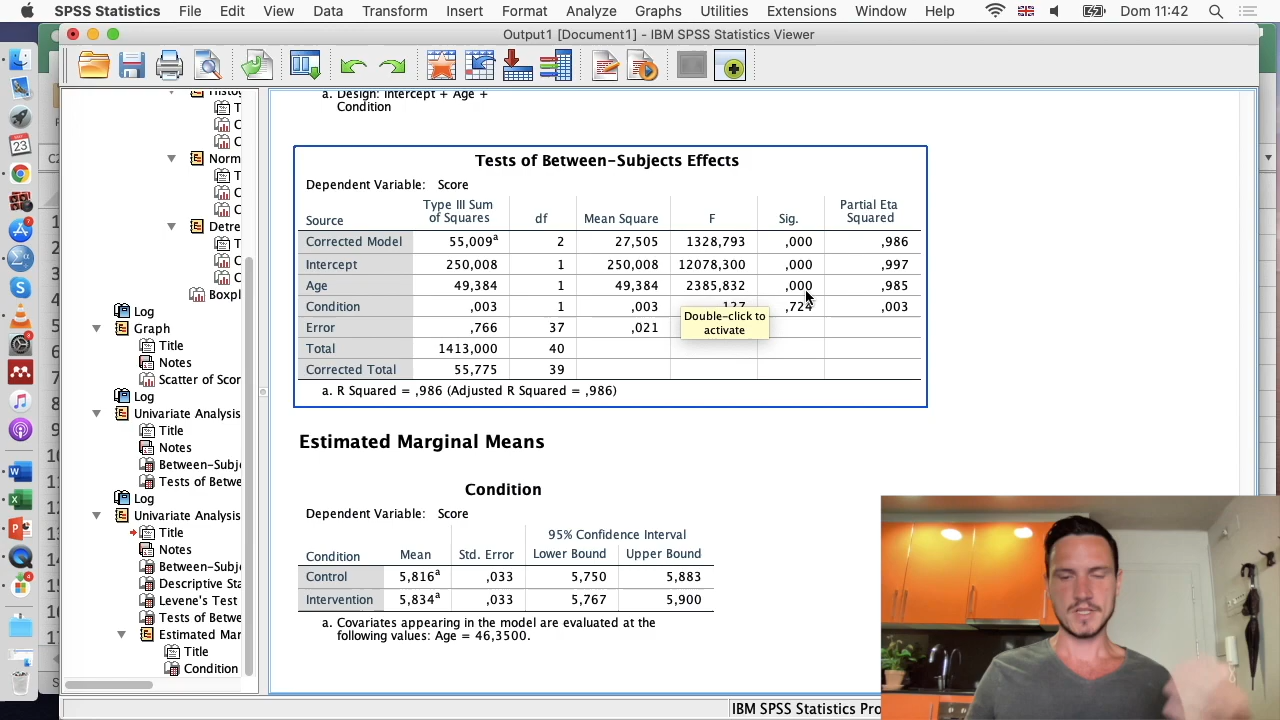 SPSS Statistics File Edit View Data Transform Insert Format Analyze Graphs Utilities Extensions Window Help Dom 11:42
Output1 [Document1] - IBM SPSS Statistics Viewer
a. Design: Intercept + Age +
Condition
Tests of Between-Subjects Effects
Dependent Variable: Score
Source Type III Sum of Squares df Mean Square F Sig. Partial Eta Squared
Corrected Model 55,009a 2 27,505 1328,793 ,000 ,986
Intercept 250,008 1 250,008 12078,300 ,000 ,997
Age 49,384 1 49,384 2385,832 ,000 ,985
Condition ,003 1 ,003 ,724 ,003
Error ,766 37 ,021
Total 1413,000 40
Corrected Total 55,775 39
a. R Squared = ,986 (Adjusted R Squared = ,986)
Double-click to
activate
Estimated Marginal Means
Condition
Dependent Variable: Score
95% Confidence Interval
Condition Mean Std. Error Lower Bound Upper Bound
Control 5,816a ,033 5,750 5,883
Intervention 5,834a ,033 5,767 5,900
a. Covariates appearing in the model are evaluated at the
following values: Age = 46,3500.
Histo
T
C
C
Norm
T
C
C
Detre
T
C
C
Boxpl
Log
Graph
Title
Notes
Scatter of Scor
Log
Univariate Analysis
Title
Notes
Between-Subj
Tests of Betwe
Log
Univariate Analysis
Title
Notes
Between-Subj
Descriptive Sta
Levene's Test
Tests of Betwe
Estimated Mar
Title
Condition
IBM SPSS Statistics Pro